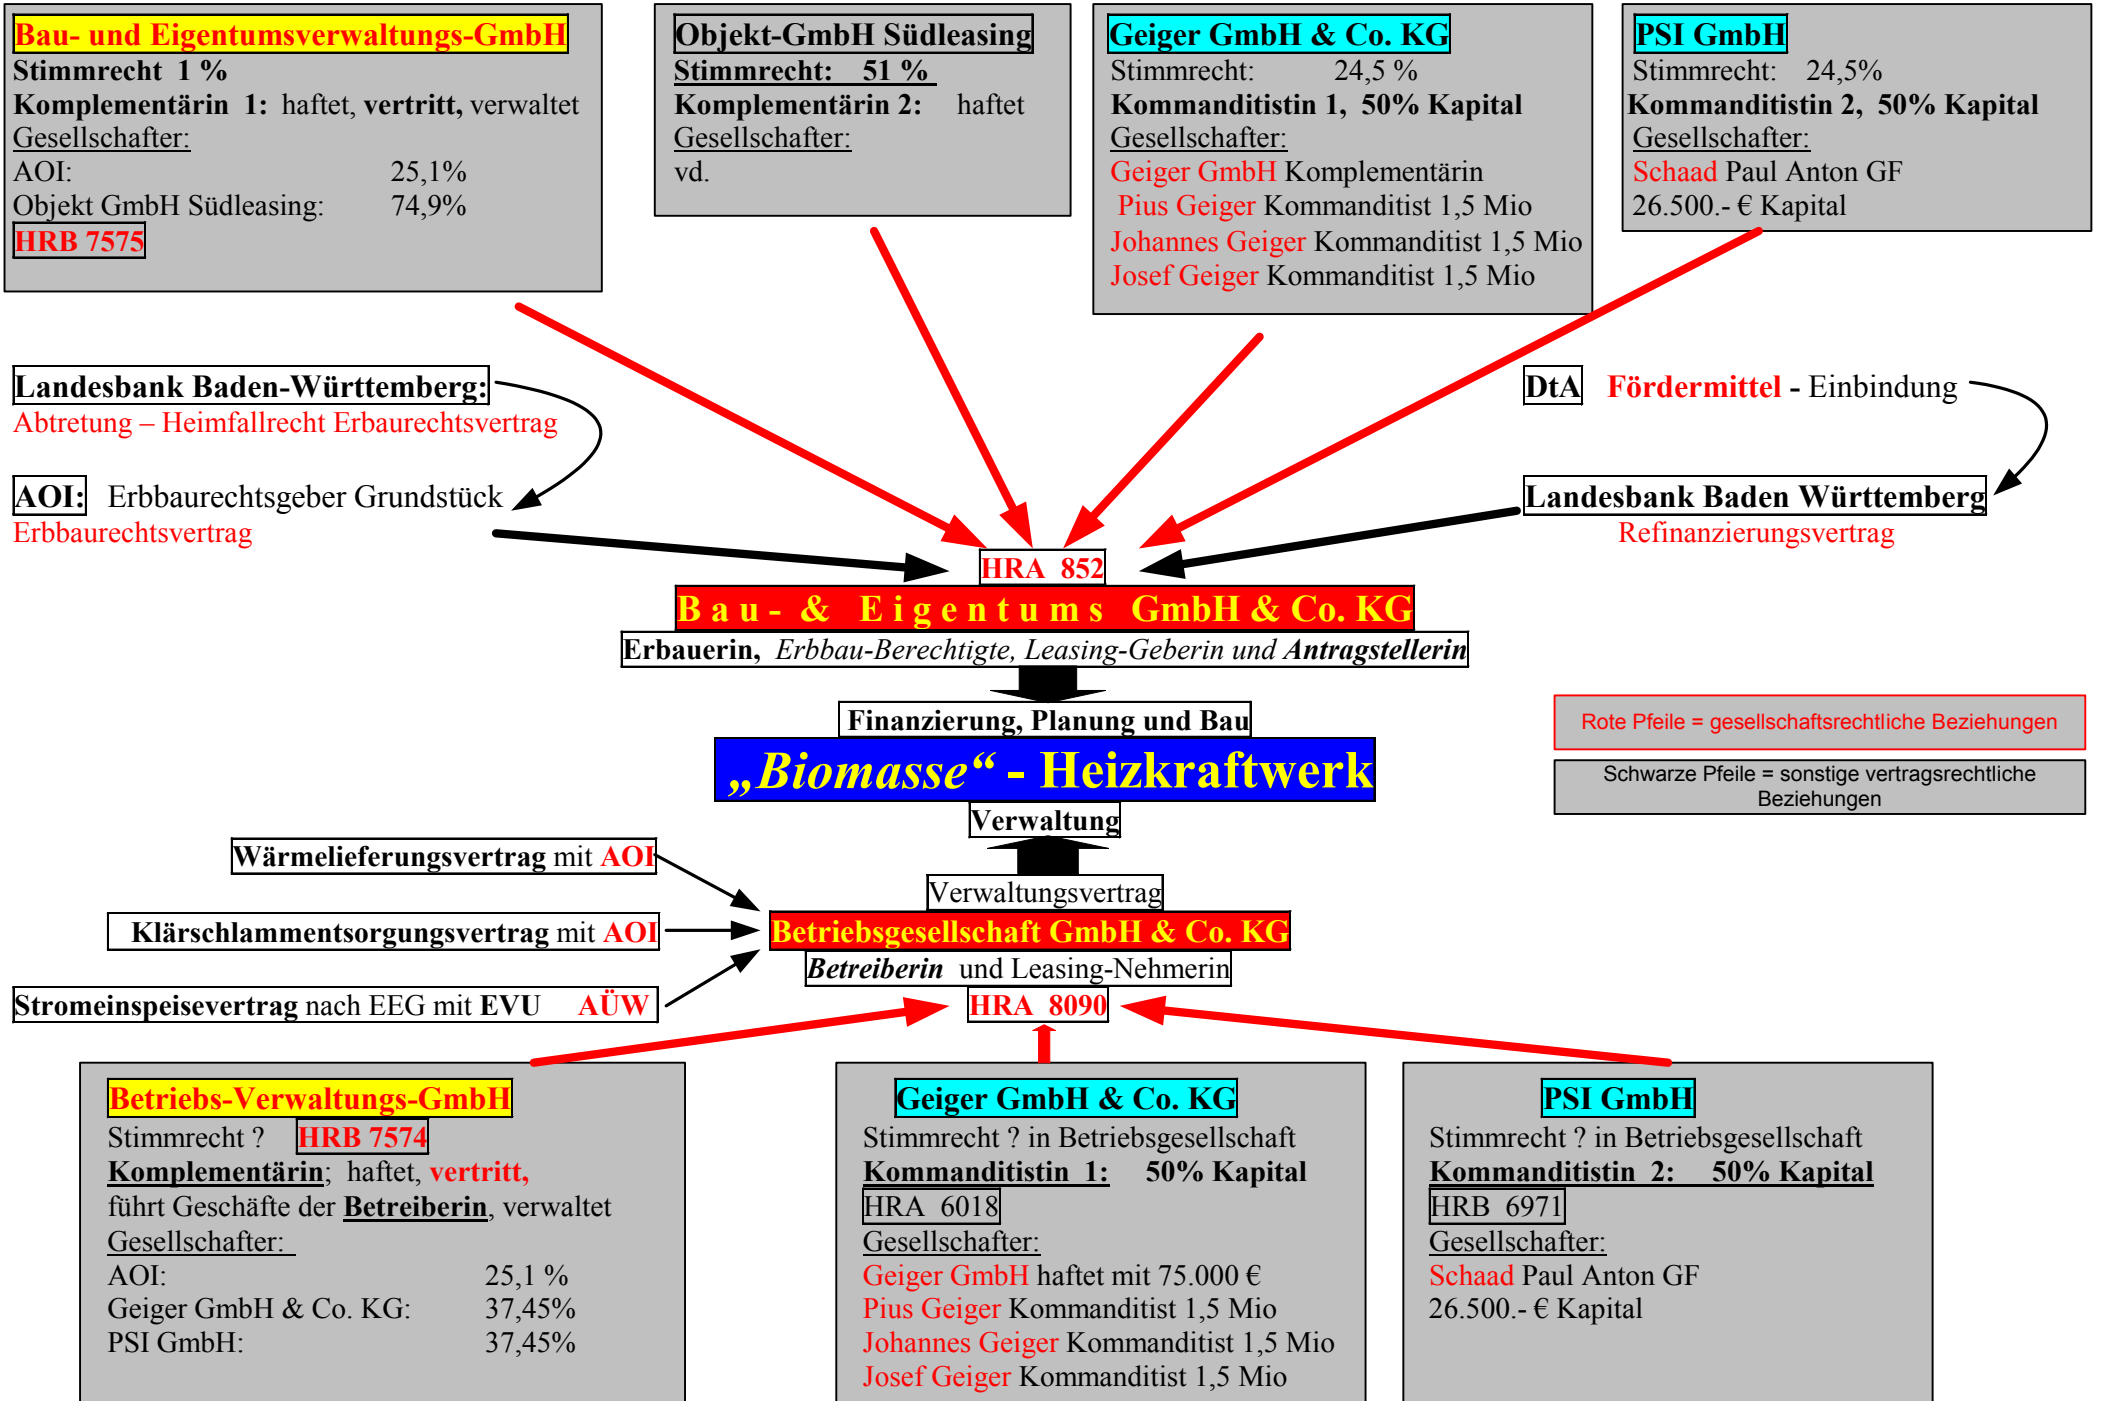 Bau- und Eigentumsverwaltungs-GmbH
Stimmrecht 1 %
Komplementärin 1: haftet, vertritt, verwaltet
Gesellschafter:
AOI: 25,1%
Objekt GmbH Südleasing: 74,9%
HRB 7575
Objekt-GmbH Südleasing
Stimmrecht: 51 %
Komplementärin 2: haftet
Gesellschafter:
vd.
Geiger GmbH & Co. KG
Stimmrecht: 24,5 %
Kommanditistin 1, 50% Kapital
Gesellschafter:
Geiger GmbH Komplementärin
Pius Geiger Kommanditist 1,5 Mio
Johannes Geiger Kommanditist 1,5 Mio
Josef Geiger Kommanditist 1,5 Mio
PSI GmbH
Stimmrecht: 24,5%
Kommanditistin 2, 50% Kapital
Gesellschafter:
Schaad Paul Anton GF
26.500.- € Kapital
Landesbank Baden-Württemberg:
Abtretung – Heimfallrecht Erbaurechtsvertrag
AOI: Erbbaurechtsgeber Grundstück
Erbbaurechtsvertrag
DtA Fördermittel - Einbindung
Landesbank Baden Württemberg
Refinanzierungsvertrag
HRA 852
Bau- & Eigentums GmbH & Co. KG
Erbauerin, Erbbau-Berechtigte, Leasing-Geberin und Antragstellerin
Finanzierung, Planung und Bau
„Biomasse“ - Heizkraftwerk
Verwaltung
Rote Pfeile = gesellschaftsrechtliche Beziehungen
Schwarze Pfeile = sonstige vertragsrechtliche
Beziehungen
Wärmelieferungsvertrag mit AOI
Klärschlammentsorgungsvertrag mit AOI
Stromeinspeisevertrag nach EEG mit EVU AÜW
Verwaltungsvertrag
Betriebsgesellschaft GmbH & Co. KG
Betreiberin und Leasing-Nehmerin
HRA 8090
Betriebs-Verwaltungs-GmbH
Stimmrecht ? HRB 7574
Komplementärin; haftet, vertritt,
führt Geschäfte der Betreiberin, verwaltet
Gesellschafter:
AOI: 25,1 %
Geiger GmbH & Co. KG: 37,45%
PSI GmbH: 37,45%
Geiger GmbH & Co. KG
Stimmrecht ? in Betriebsgesellschaft
Kommanditistin 1: 50% Kapital
HRA 6018
Gesellschafter:
Geiger GmbH haftet mit 75.000 €
Pius Geiger Kommanditist 1,5 Mio
Johannes Geiger Kommanditist 1,5 Mio
Josef Geiger Kommanditist 1,5 Mio
PSI GmbH
Stimmrecht ? in Betriebsgesellschaft
Kommanditistin 2: 50% Kapital
HRB 6971
Gesellschafter:
Schaad Paul Anton GF
26.500.- € Kapital